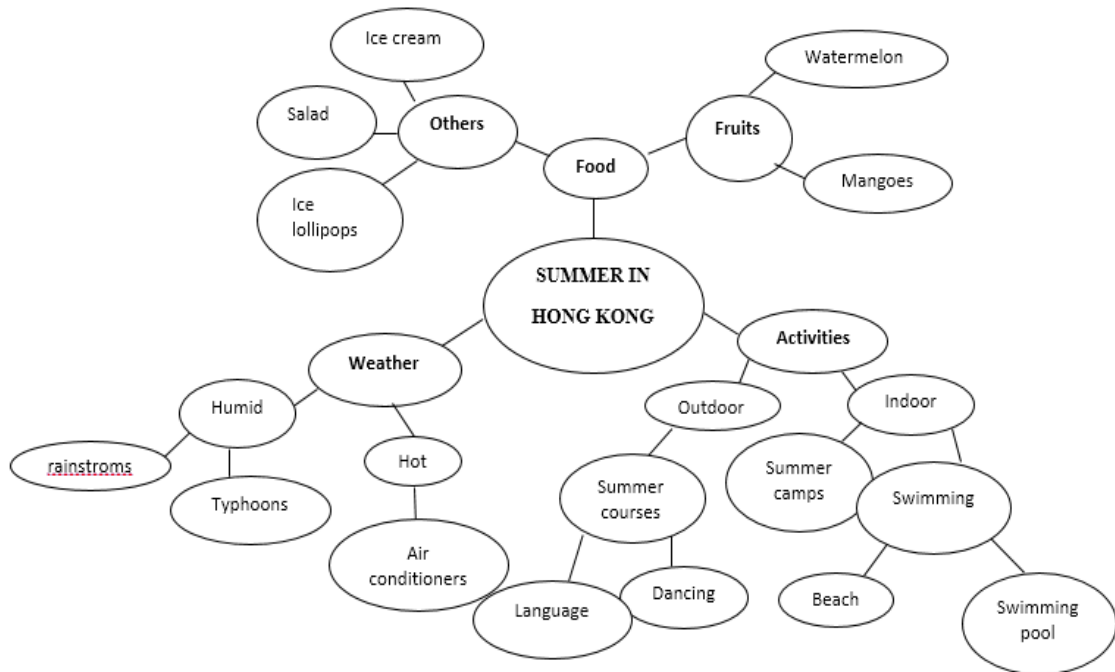 Ice cream
Watermelon
Salad
Others
Fruits
Food
Mangoes
Ice
lollipops
SUMMER IN
HONG KONG
Weather
Activities
Humid
Outdoor
Indoor
rainstroms
Hot
Typhoons
Summer
courses
Summer
camps
Swimming
Air
conditioners
Language
Dancing
Beach
Swimming
pool